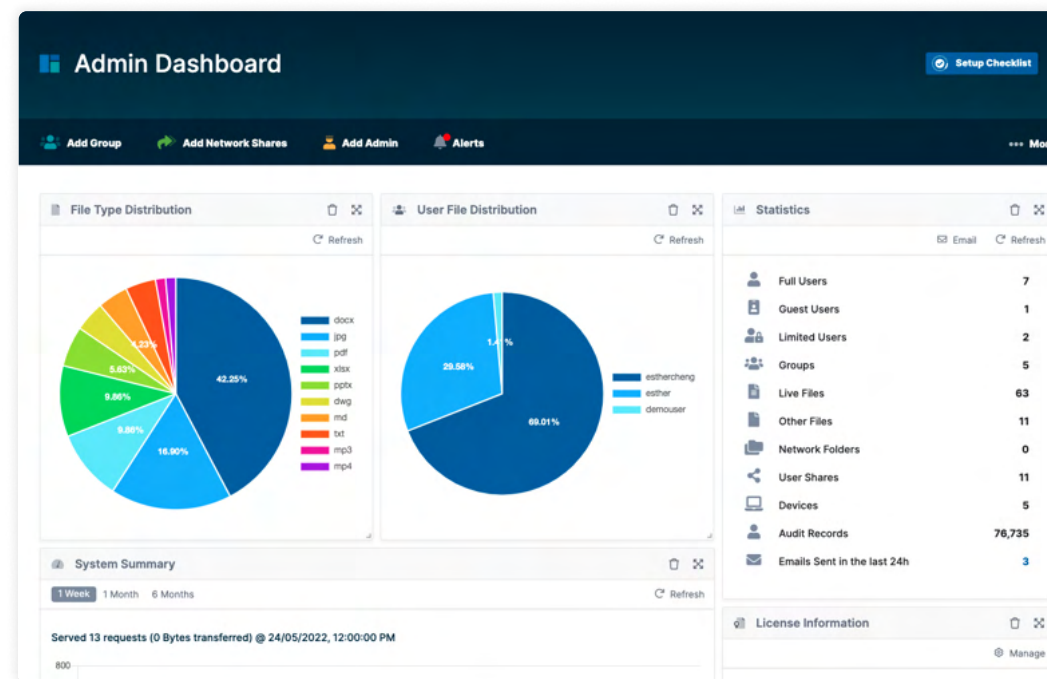 Admin Dashboard
Setup Checklist
Add Group
Add Network Shares
Add Admin
Alerts
File Type Distribution
Refresh
42.25%
16.90%
9.86%
9.86%
5.63%
4.23%
docx
jpg
pdf
xlsx
pptx
dwg
md
txt
mp3
mp4
User File Distribution
Refresh
69.01%
29.58%
esthercheng
esther
demouser
Statistics
Email Refresh
Full Users 7
Guest Users 1
Limited Users 2
Groups 5
Live Files 63
Other Files 11
Network Folders 0
User Shares 11
Devices 5
Audit Records 76,735
Emails Sent in the last 24h 3
System Summary
1 Week 1 Month 6 Months
Refresh
Served 13 requests (0 Bytes transferred) @ 24/05/2022, 12:00:00 PM
800
License Information
Manage